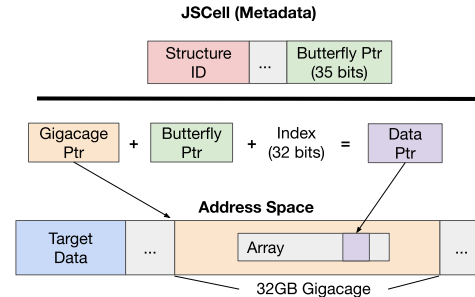 JSCell (Metadata)
Structure ID
...
Butterfly Ptr (35 bits)
Gigacage Ptr
+
Butterfly Ptr
+
Index (32 bits)
=
Data Ptr
Address Space
Target Data
...
Array
...
32GB Gigacage